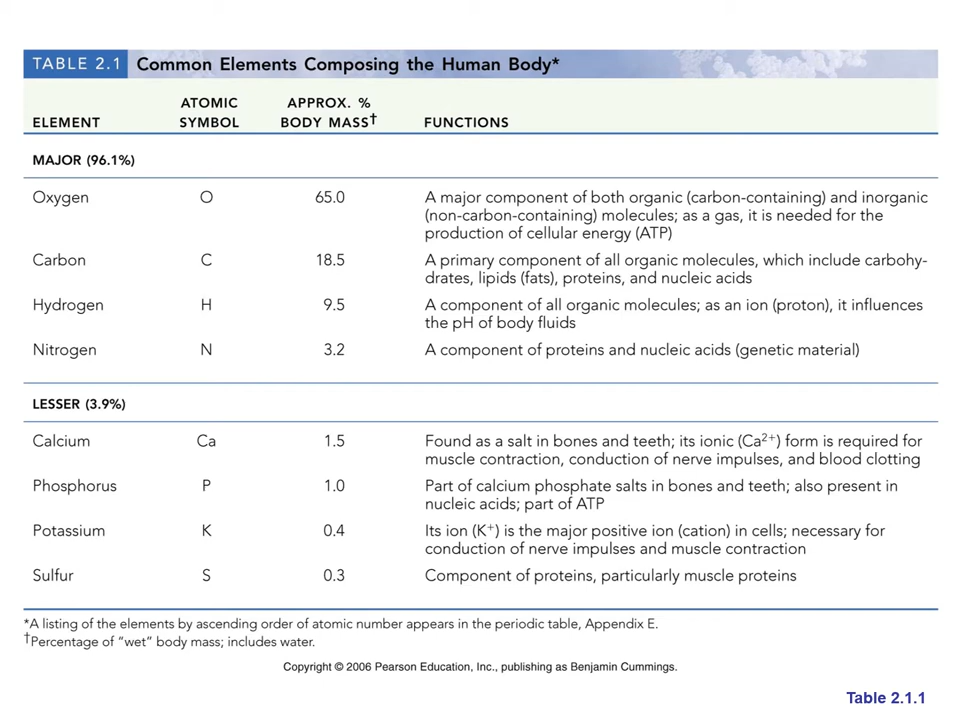 TABLE 2.1 Common Elements Composing the Human Body*
ELEMENT ATOMIC SYMBOL APPROX. % BODY MASS† FUNCTIONS
MAJOR (96.1%)
Oxygen O 65.0 A major component of both organic (carbon-containing) and inorganic
(non-carbon-containing) molecules; as a gas, it is needed for the
production of cellular energy (ATP)
Carbon C 18.5 A primary component of all organic molecules, which include carbohy-
drates, lipids (fats), proteins, and nucleic acids
Hydrogen H 9.5 A component of all organic molecules; as an ion (proton), it influences
the pH of body fluids
Nitrogen N 3.2 A component of proteins and nucleic acids (genetic material)
LESSER (3.9%)
Calcium Ca 1.5 Found as a salt in bones and teeth; its ionic (Ca²⁺) form is required for
muscle contraction, conduction of nerve impulses, and blood clotting
Phosphorus P 1.0 Part of calcium phosphate salts in bones and teeth; also present in
nucleic acids; part of ATP
Potassium K 0.4 Its ion (K⁺) is the major positive ion (cation) in cells; necessary for
conduction of nerve impulses and muscle contraction
Sulfur S 0.3 Component of proteins, particularly muscle proteins
*A listing of the elements by ascending order of atomic number appears in the periodic table, Appendix E.
†Percentage of “wet” body mass; includes water.
Copyright © 2006 Pearson Education, Inc., publishing as Benjamin Cummings.
Table 2.1.1